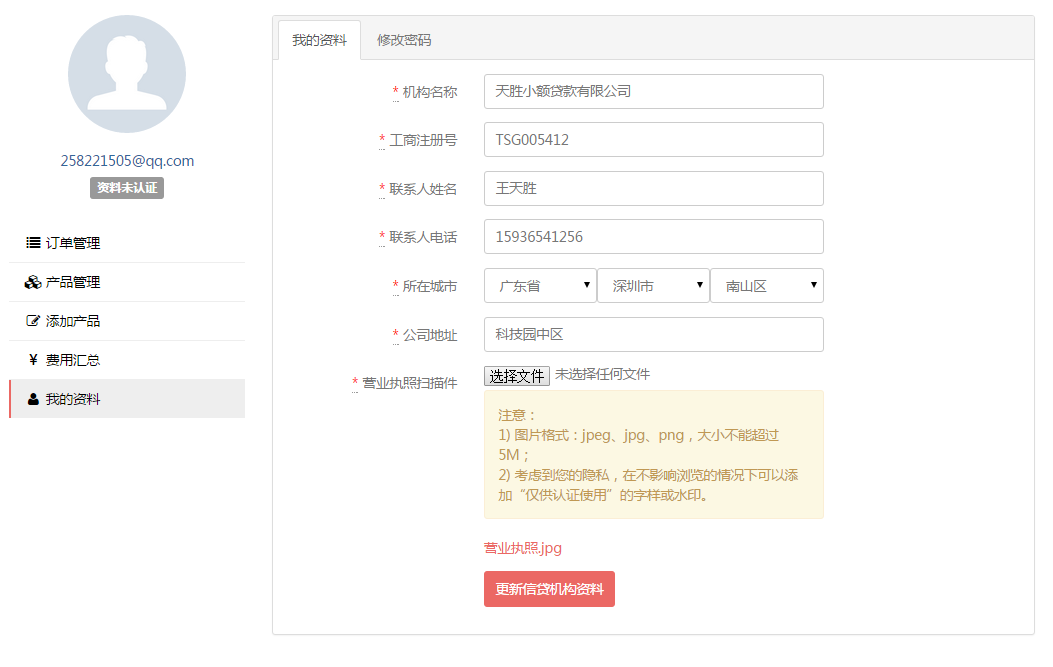 258221505@qq.com
资料未认证
订单管理
产品管理
添加产品
¥ 费用汇总
我的资料
我的资料 修改密码
* 机构名称 天胜小额贷款有限公司
* 工商注册号 TSG005412
* 联系人姓名 王天胜
* 联系人电话 15936541256
* 所在城市 广东省 深圳市 南山区
* 公司地址 科技园中区
* 营业执照扫描件 选择文件 未选择任何文件
注意：
1) 图片格式：jpeg、jpg、png，大小不能超过
5M；
2) 考虑到您的隐私，在不影响浏览的情况下可以添
加“仅供认证使用”的字样或水印。
营业执照.jpg
更新信贷机构资料